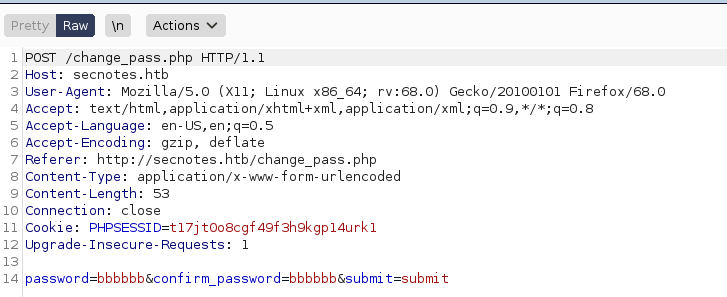 Pretty Raw \n Actions
1 POST /change_pass.php HTTP/1.1
2 Host: secnotes.htb
3 User-Agent: Mozilla/5.0 (X11; Linux x86_64; rv:68.0) Gecko/20100101 Firefox/68.0
4 Accept: text/html,application/xhtml+xml,application/xml;q=0.9,*/*;q=0.8
5 Accept-Language: en-US,en;q=0.5
6 Accept-Encoding: gzip, deflate
7 Referer: http://secnotes.htb/change_pass.php
8 Content-Type: application/x-www-form-urlencoded
9 Content-Length: 53
10 Connection: close
11 Cookie: PHPSESSID=t17jt0o8cgf49f3h9kgp14urk1
12 Upgrade-Insecure-Requests: 1
13
14 password=bbbbbb&confirm_password=bbbbbb&submit=submit